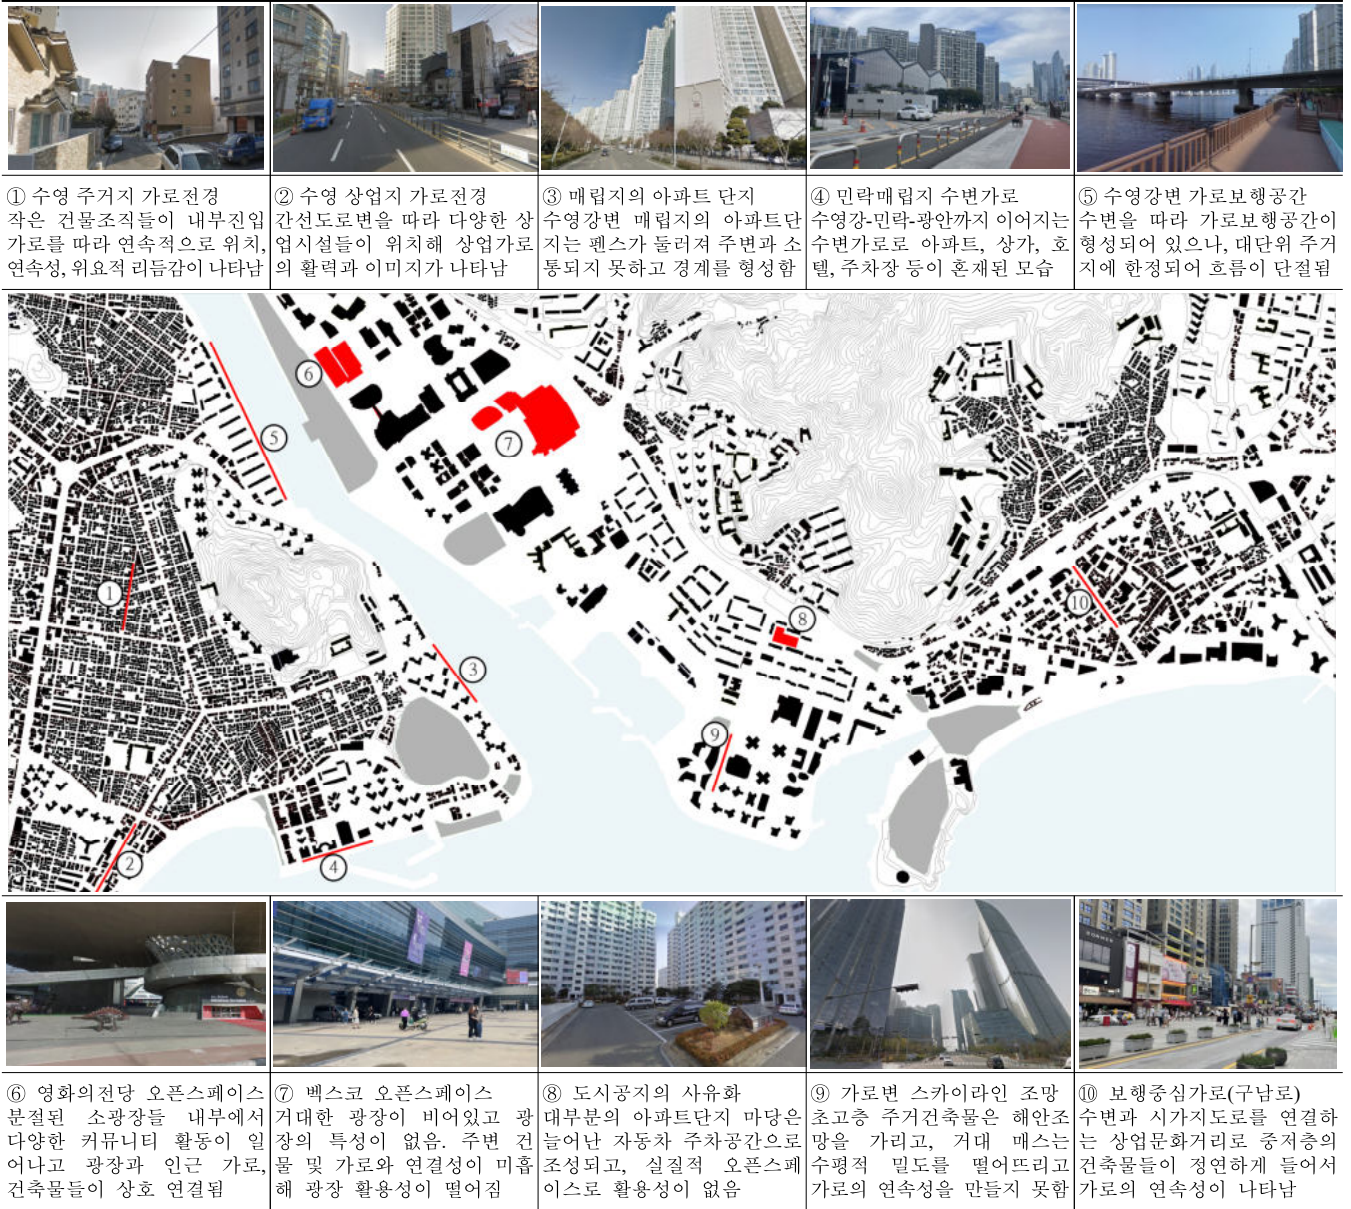 ① 수영 주거지 가로전경
작은 건물조직들이 내부진입
가로를 따라 연속적으로 위치,
연속성, 위요적 리듬감이 나타남
② 수영 상업지 가로전경
간선도로변을 따라 다양한 상
업시설들이 위치해 상업가로
의 활력과 이미지가 나타남
③ 매립지의 아파트 단지
수영강변 매립지의 아파트단
지는 펜스가 둘러져 주변과 소
통되지 못하고 경계를 형성함
④ 민락매립지 수변가로
수영강-민락-광안까지 이어지는
수변가로로 아파트, 상가, 호
텔, 주차장 등이 혼재된 모습
⑤ 수영강변 가로보행공간
수변을 따라 가로보행공간이
형성되어 있으나, 대단위 주거
지에 한정되어 흐름이 단절됨
⑥
⑦
⑤
①
③
⑧
⑩
⑨
②
④
⑥ 영화의전당 오픈스페이스
분절된 소광장들 내부에서
다양한 커뮤니티 활동이 일
어나고 광장과 인근 가로,
건축물들이 상호 연결됨
⑦ 벡스코 오픈스페이스
거대한 광장이 비어있고 광
장의 특성이 없음. 주변 건
물 및 가로와 연결성이 미흡
해 광장 활용성이 떨어짐
⑧ 도시공지의 사유화
대부분의 아파트단지 마당은
늘어난 자동차 주차공간으로
조성되고, 실질적 오픈스페
이스로 활용성이 없음
⑨ 가로변 스카이라인 조망
초고층 주거건축물은 해안조
망을 가리고, 거대 매스는
수평적 밀도를 떨어뜨리고
가로의 연속성을 만들지 못함
⑩ 보행중심가로(구남로)
수변과 시가지도로를 연결하
는 상업문화거리로 중저층의
건축물들이 정연하게 들어서
가로의 연속성이 나타남